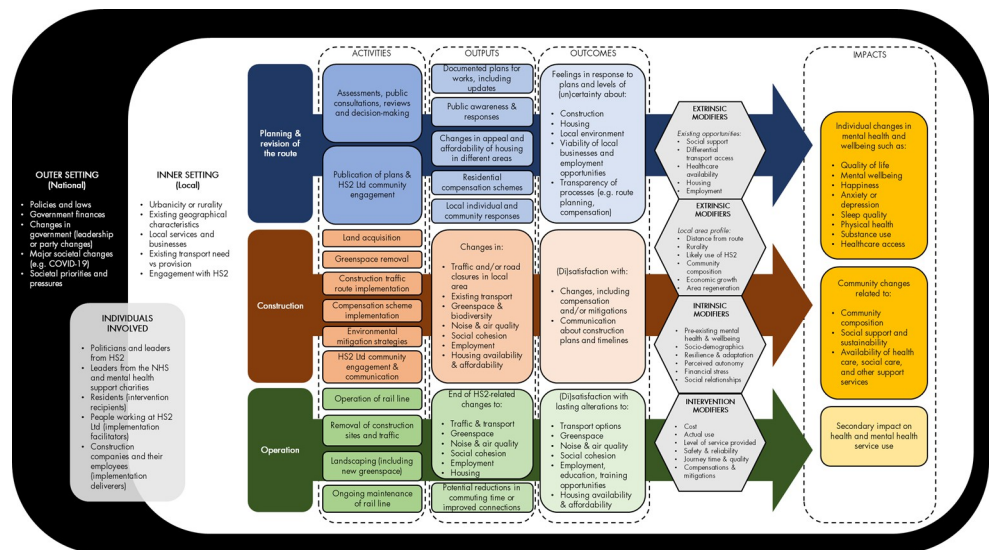 ACTIVITIES
OUTPUTS
OUTCOMES
IMPACTS
OUTER SETTING
(National)
• Policies and laws
• Government finances
• Changes in
government (leadership
or party changes)
• Major societal changes
(e.g. COVID-19)
• Societal priorities and
pressures
INNER SETTING
(Local)
• Urbanicity or rurality
• Existing geographical
characteristics
• Local services and
businesses
• Existing transport need
vs provision
• Engagement with HS2
INDIVIDUALS
INVOLVED
• Politicians and leaders
from HS2
• Leaders from the NHS
and mental health
support charities
• Residents (intervention
recipients)
• People working at HS2
Ltd (implementation
facilitators)
• Construction
companies and their
employees
(implementation
deliverers)
Planning &
revision of
the route
Assessments, public
consultations, reviews
and decision-making
Publication of plans &
HS2 Ltd community
engagement
Documented plans for
works, including
updates
Public awareness &
responses
Changes in appeal and
affordability of housing
in different areas
Residential
compensation schemes
Local individual and
community responses
Feelings in response to
plans and levels of
(un)certainty about:
• Construction
• Housing
• Local environment
• Viability of local
businesses and
employment
opportunities
• Transparency of
processes (e.g. route
planning,
compensation)
Construction
Land acquisition
Greenspace removal
Construction traffic
route implementation
Compensation scheme
implementation
Environmental
mitigation strategies
HS2 Ltd community
engagement &
communication
Changes in:
• Traffic and/or road
closures in local
area
• Existing transport
• Greenspace &
biodiversity
• Noise & air quality
• Social cohesion
• Employment
• Housing availability
& affordability
(Di)satisfaction with:
• Changes, including
compensation
and/or mitigations
• Communication
about construction
plans and timelines
Operation
Operation of rail line
Removal of construction
sites and traffic
Landscaping (including
new greenspace)
Ongoing maintenance
of rail line
End of HS2-related
changes to:
• Traffic & transport
• Greenspace
• Noise & air quality
• Social cohesion
• Employment
• Housing
Potential reductions in
commuting time or
improved connections
(Di)satisfaction with
lasting alterations to:
• Transport options
• Greenspace
• Noise & air quality
• Social cohesion
• Employment,
education, training
opportunities
• Housing availability
& affordability
EXTRINSIC
MODIFIERS
Existing opportunities:
• Social support
• Differential
transport access
• Healthcare
availability
• Housing
• Employment
EXTRINSIC
MODIFIERS
Local area profile:
• Distance from route
• Rurality
• Likely use of HS2
• Community
composition
• Economic growth
• Area regeneration
INTRINSIC
MODIFIERS
• Pre-existing mental
health & wellbeing
• Socio-demographics
• Resilience & adaptation
• Perceived autonomy
• Financial stress
• Social relationships
INTERVENTION
MODIFIERS
• Cost
• Actual use
• Level of service provided
• Safety & reliability
• Journey time & quality
• Compensations &
mitigations
Individual changes in
mental health and
wellbeing such as:
• Quality of life
• Mental wellbeing
• Happiness
• Anxiety or
depression
• Sleep quality
• Physical health
• Substance use
• Healthcare access
Community changes
related to:
• Community
composition
• Social support and
sustainability
• Availability of health
care, social care,
and other support
services
Secondary impact on
health and mental health
service use